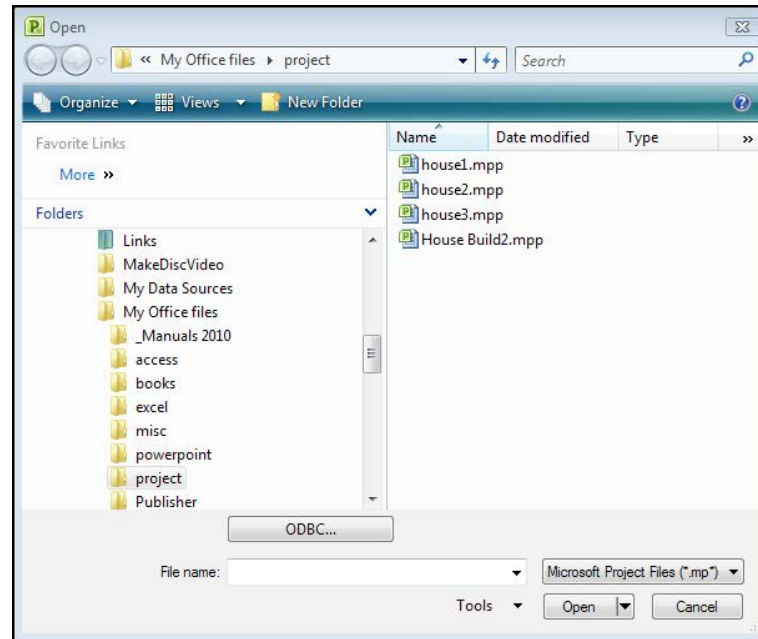 Open
« My Office files ▸ project
Search
Organize Views New Folder
Favorite Links
More »
Folders
Links
MakeDiscVideo
My Data Sources
My Office files
_Manuals 2010
access
books
excel
misc
powerpoint
project
Publisher
Name Date modified Type »
house1.mpp
house2.mpp
house3.mpp
House Build2.mpp
ODBC...
File name:
Microsoft Project Files (*.mp*)
Tools Open Cancel